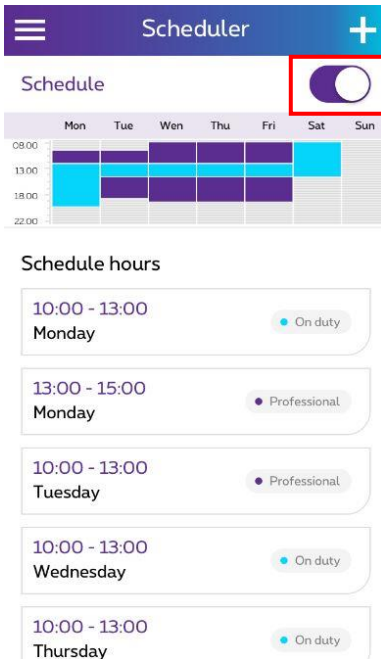 Scheduler
Schedule
Mon Tue Wen Thu Fri Sat Sun
08.00
13.00
18.00
22.00
Schedule hours
10:00 - 13:00
Monday
On duty
13:00 - 15:00
Monday
Professional
10:00 - 13:00
Tuesday
Professional
10:00 - 13:00
Wednesday
On duty
10:00 - 13:00
Thursday
On duty